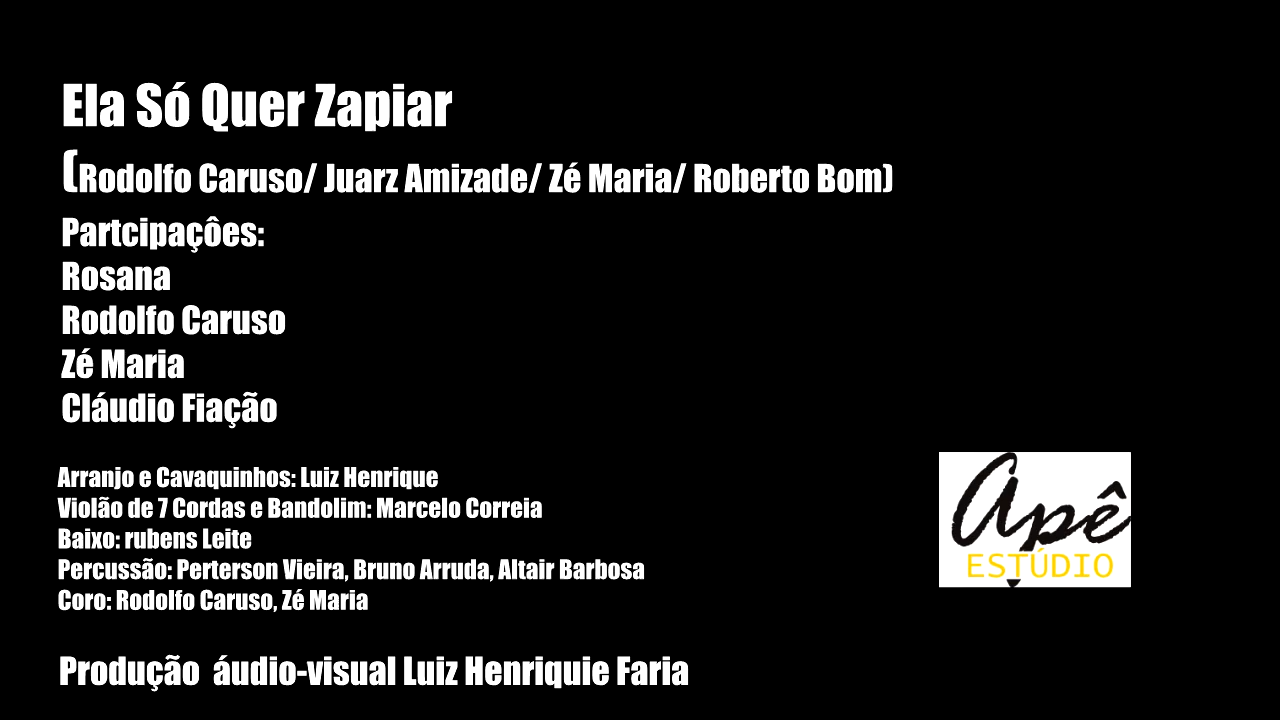 Ela Só Quer Zapiar
(Rodolfo Caruso/ Juarz Amizade/ Zé Maria/ Roberto Bom)
Partcipaçôes:
Rosana
Rodolfo Caruso
Zé Maria
Cláudio Fiação
Arranjo e Cavaquinhos: Luiz Henrique
Violão de 7 Cordas e Bandolim: Marcelo Correia
Baixo: rubens Leite
Percussão: Perterson Vieira, Bruno Arruda, Altair Barbosa
Coro: Rodolfo Caruso, Zé Maria
Produção áudio-visual Luiz Henriquie Faria
apê
ESTÚDIO